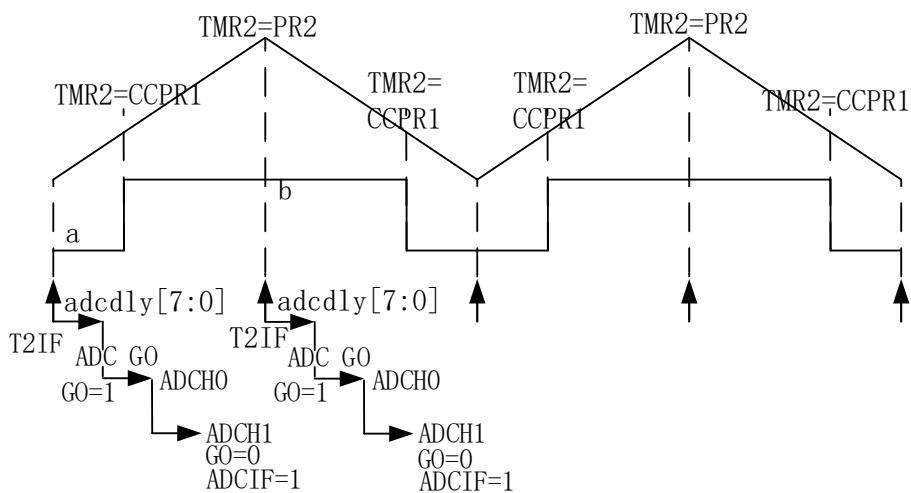 TMR2=PR2
TMR2=PR2
TMR2=CCPR1
TMR2=
CCPR1
TMR2=
CCPR1
TMR2=CCPR1
a
b
adcdly[7:0]
T2IF
ADC GO
GO=1
ADCH0
ADCH1
GO=0
ADCIF=1
adcdly[7:0]
T2IF
ADC GO
GO=1
ADCH0
ADCH1
GO=0
ADCIF=1